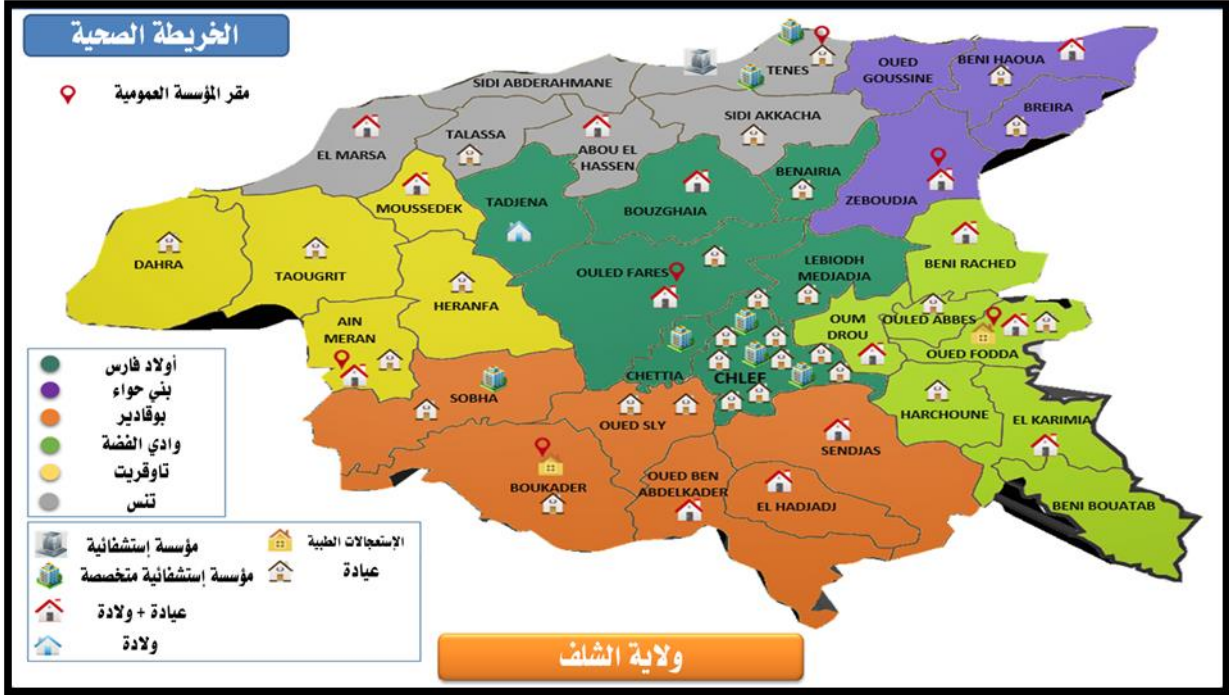 الخريطة الصحية
مقر المؤسسة العمومية
TENES
OUED
GOUSSINE
BENI HAOUA
BREIRA
SIDI ABDERAHMANE
SIDI AKKACHA
TALASSA
ABOU EL
HASSEN
EL MARSA
BENAIRIA
ZEBOUDJA
MOUSSEDEK
TADJENA
BOUZGHAIA
DAHRA
TAOUGRIT
HERANFA
OULED FARES
LEBIODH
MEDJADJA
BENI RACHED
AIN
MERAN
OUM
DROU
OULED ABBES
OUED FODDA
CHETTIA
CHLEF
SOBHA
OUED SLY
HARCHOUNE
EL KARIMIA
SENDJAS
BOUKADER
OUED BEN
ABDELKADER
EL HADJADJ
BENI BOUATAB
أولاد فارس
بني حواء
بوقادير
وادي الفضة
تاوقريت
تنس
مؤسسة إستشفائية
الإستعجالات الطبية
مؤسسة إستشفائية متخصصة
عيادة
عيادة + ولادة
ولادة
ولاية الشلف